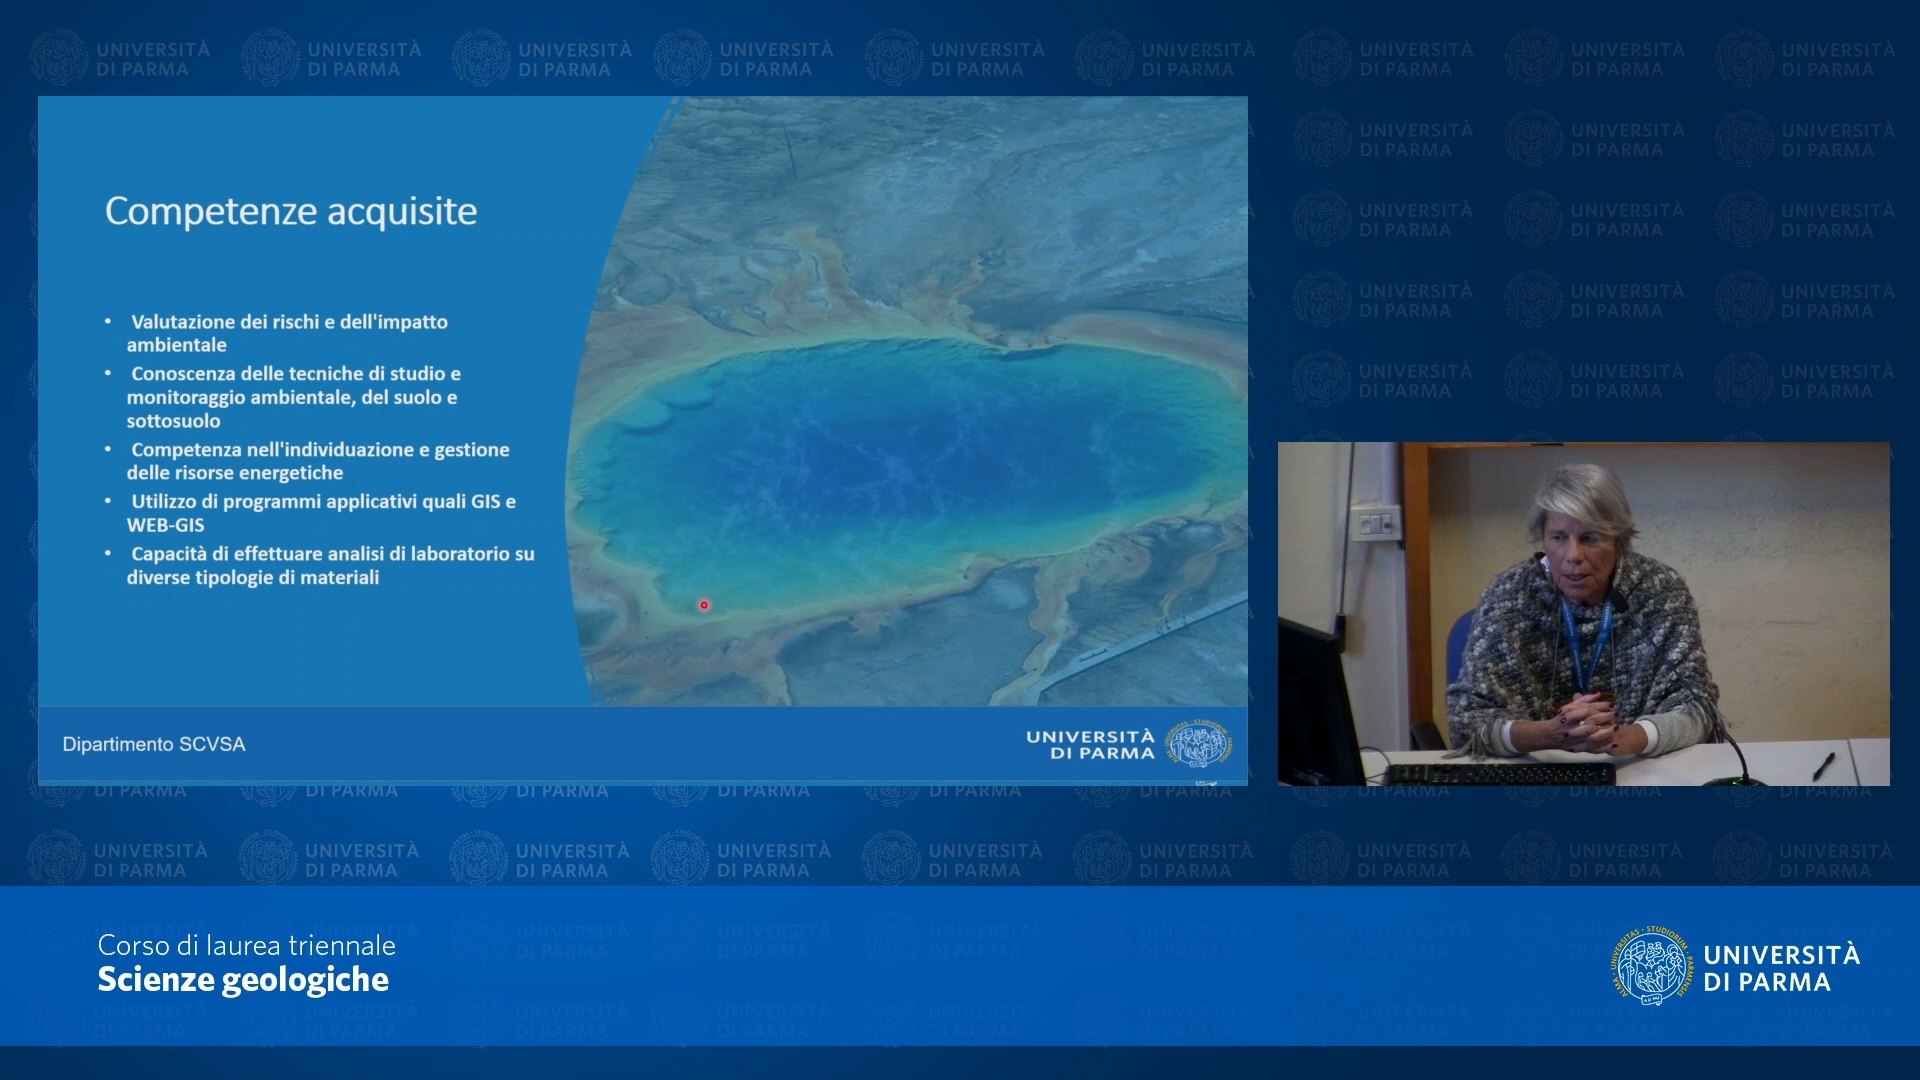 Competenze acquisite
• Valutazione dei rischi e dell'impatto
ambientale
• Conoscenza delle tecniche di studio e
monitoraggio ambientale, del suolo e
sottosuolo
• Competenza nell'individuazione e gestione
delle risorse energetiche
• Utilizzo di programmi applicativi quali GIS e
WEB-GIS
• Capacità di effettuare analisi di laboratorio su
diverse tipologie di materiali
Dipartimento SCVSA
UNIVERSITÀ
DI PARMA
Corso di laurea triennale
Scienze geologiche
UNIVERSITÀ
DI PARMA